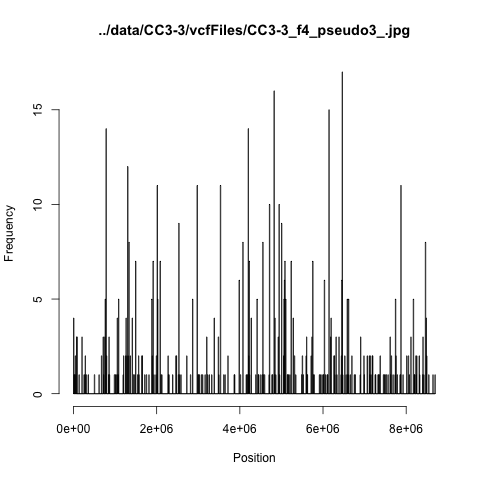 ../data/CC3-3/vcfFiles/CC3-3_f4_pseudo3_.jpg
15
10
5
0
Frequency
0e+00 2e+06 4e+06 6e+06 8e+06
Position